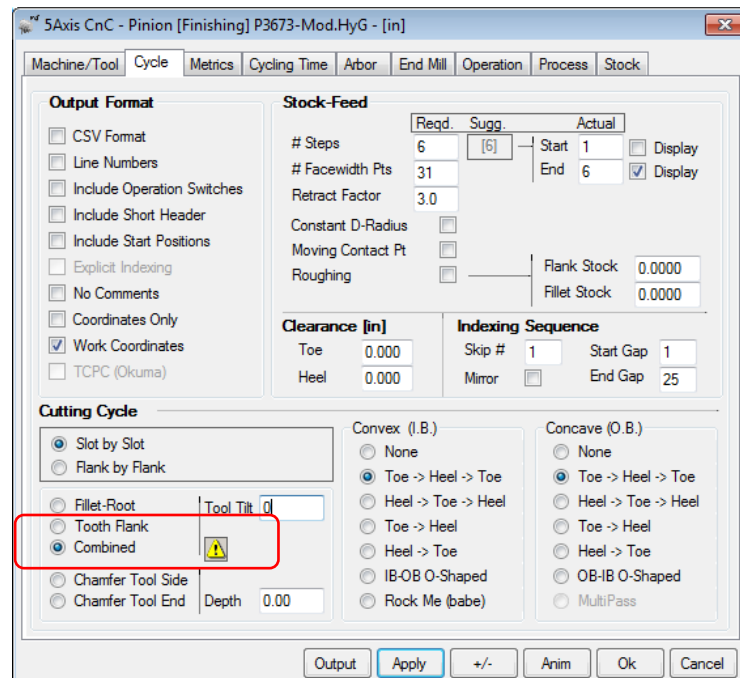 5Axis CnC - Pinion [Finishing] P3673-Mod.HyG - [in]
Machine/Tool Cycle Metrics Cycling Time Arbor End Mill Operation Process Stock
Output Format
CSV Format
Line Numbers
Include Operation Switches
Include Short Header
Include Start Positions
Explicit Indexing
No Comments
Coordinates Only
Work Coordinates
TCPC (Okuma)
Stock-Feed
Reqd. Sugg. Actual
# Steps 6 [6] Start 1 Display
# Facewidth Pts 31 End 6 Display
Retract Factor 3.0
Constant D-Radius
Moving Contact Pt
Roughing Flank Stock 0.0000
Fillet Stock 0.0000
Clearance [in]
Toe 0.000
Heel 0.000
Indexing Sequence
Skip # 1 Start Gap 1
Mirror End Gap 25
Cutting Cycle
Slot by Slot
Flank by Flank
Fillet-Root Tool Tilt 0
Tooth Flank
Combined
Chamfer Tool Side
Chamfer Tool End Depth 0.00
Convex (I.B.)
None
Toe -> Heel -> Toe
Heel -> Toe -> Heel
Toe -> Heel
Heel -> Toe
IB-OB O-Shaped
Rock Me (babe)
Concave (O.B.)
None
Toe -> Heel -> Toe
Heel -> Toe -> Heel
Toe -> Heel
Heel -> Toe
OB-IB O-Shaped
MultiPass
Output Apply +/- Anim Ok Cancel